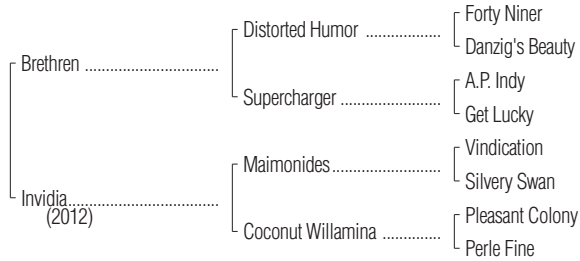 Forty Niner
Distorted Humor ..................
Danzig's Beauty
Brethren ................................
A.P. Indy
Supercharger ........................
Get Lucky
Vindication
Maimonides..........................
Silvery Swan
Invidia....................................
(2012)
Pleasant Colony
Coconut Willamina ...............
Perle Fine